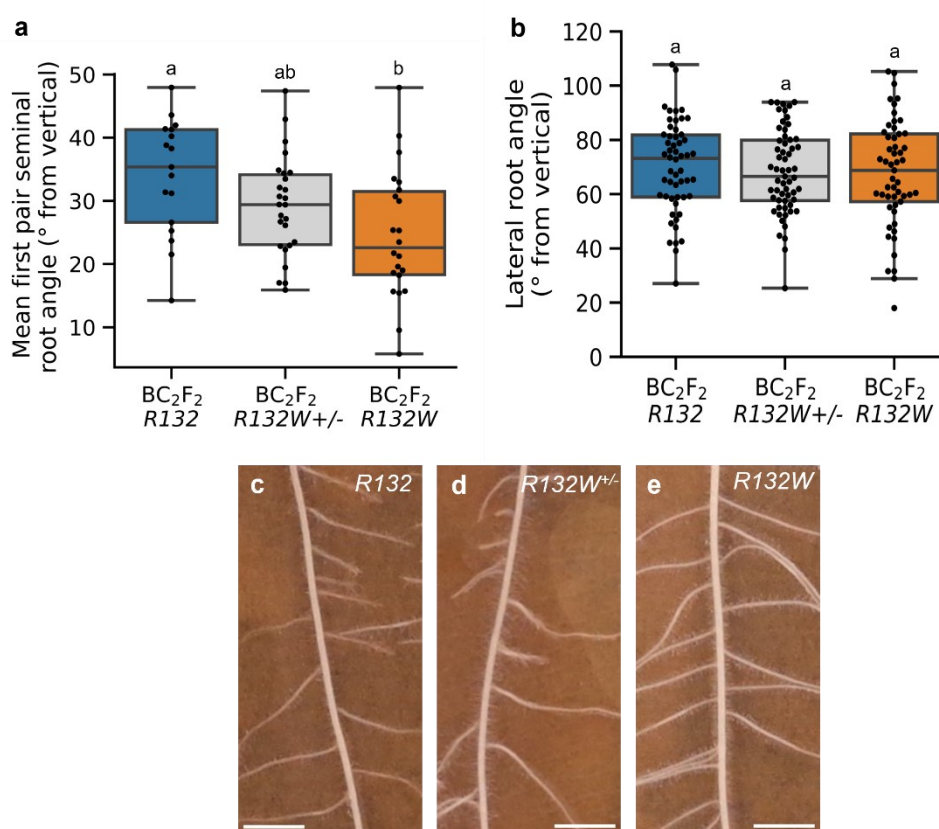 a
Mean first pair seminal
root angle (° from vertical)
50
40
30
20
10
a
ab
b
BC₂F₂
R132
BC₂F₂
R132W+/-
BC₂F₂
R132W
b
Lateral root angle
(° from vertical)
120
100
80
60
40
20
0
a
a
a
BC₂F₂
R132
BC₂F₂
R132W+/-
BC₂F₂
R132W
c
R132
d
R132W⁺/⁻
e
R132W